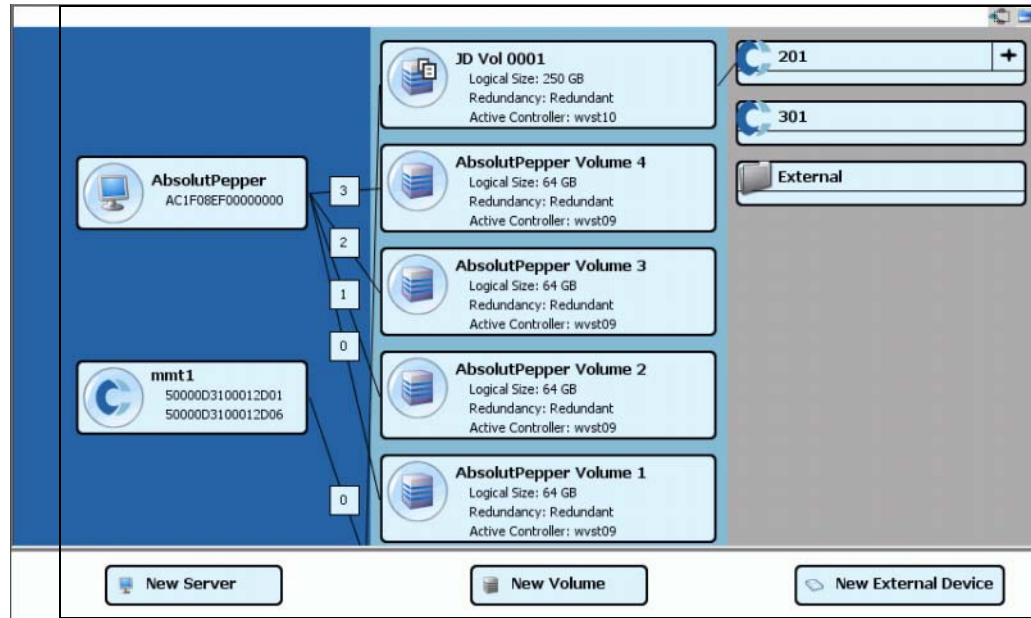 AbsolutPepper
AC1F08EF00000000
mmt1
50000D3100012D01
50000D3100012D06
3
2
1
0
0
JD Vol 0001
Logical Size: 250 GB
Redundancy: Redundant
Active Controller: wvst10
AbsolutPepper Volume 4
Logical Size: 64 GB
Redundancy: Redundant
Active Controller: wvst09
AbsolutPepper Volume 3
Logical Size: 64 GB
Redundancy: Redundant
Active Controller: wvst09
AbsolutPepper Volume 2
Logical Size: 64 GB
Redundancy: Redundant
Active Controller: wvst09
AbsolutPepper Volume 1
Logical Size: 64 GB
Redundancy: Redundant
Active Controller: wvst09
201
301
External
New Server
New Volume
New External Device